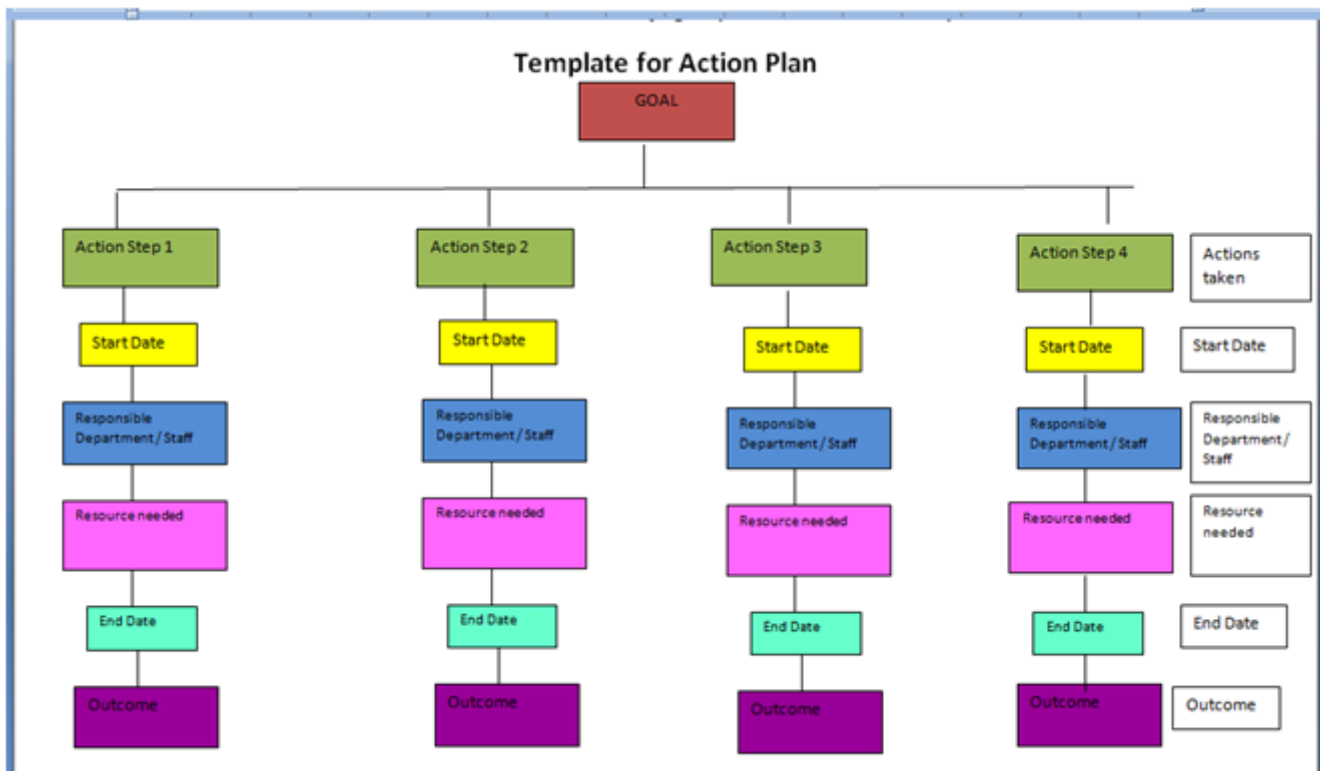 Template for Action Plan
GOAL
Action Step 1
Action Step 2
Action Step 3
Action Step 4
Actions
taken
Start Date
Start Date
Start Date
Start Date
Start Date
Responsible
Department / Staff
Responsible
Department / Staff
Responsible
Department / Staff
Responsible
Department / Staff
Responsible
Department /
Staff
Resource needed
Resource needed
Resource needed
Resource needed
Resource
needed
End Date
End Date
End Date
End Date
End Date
Outcome
Outcome
Outcome
Outcome
Outcome